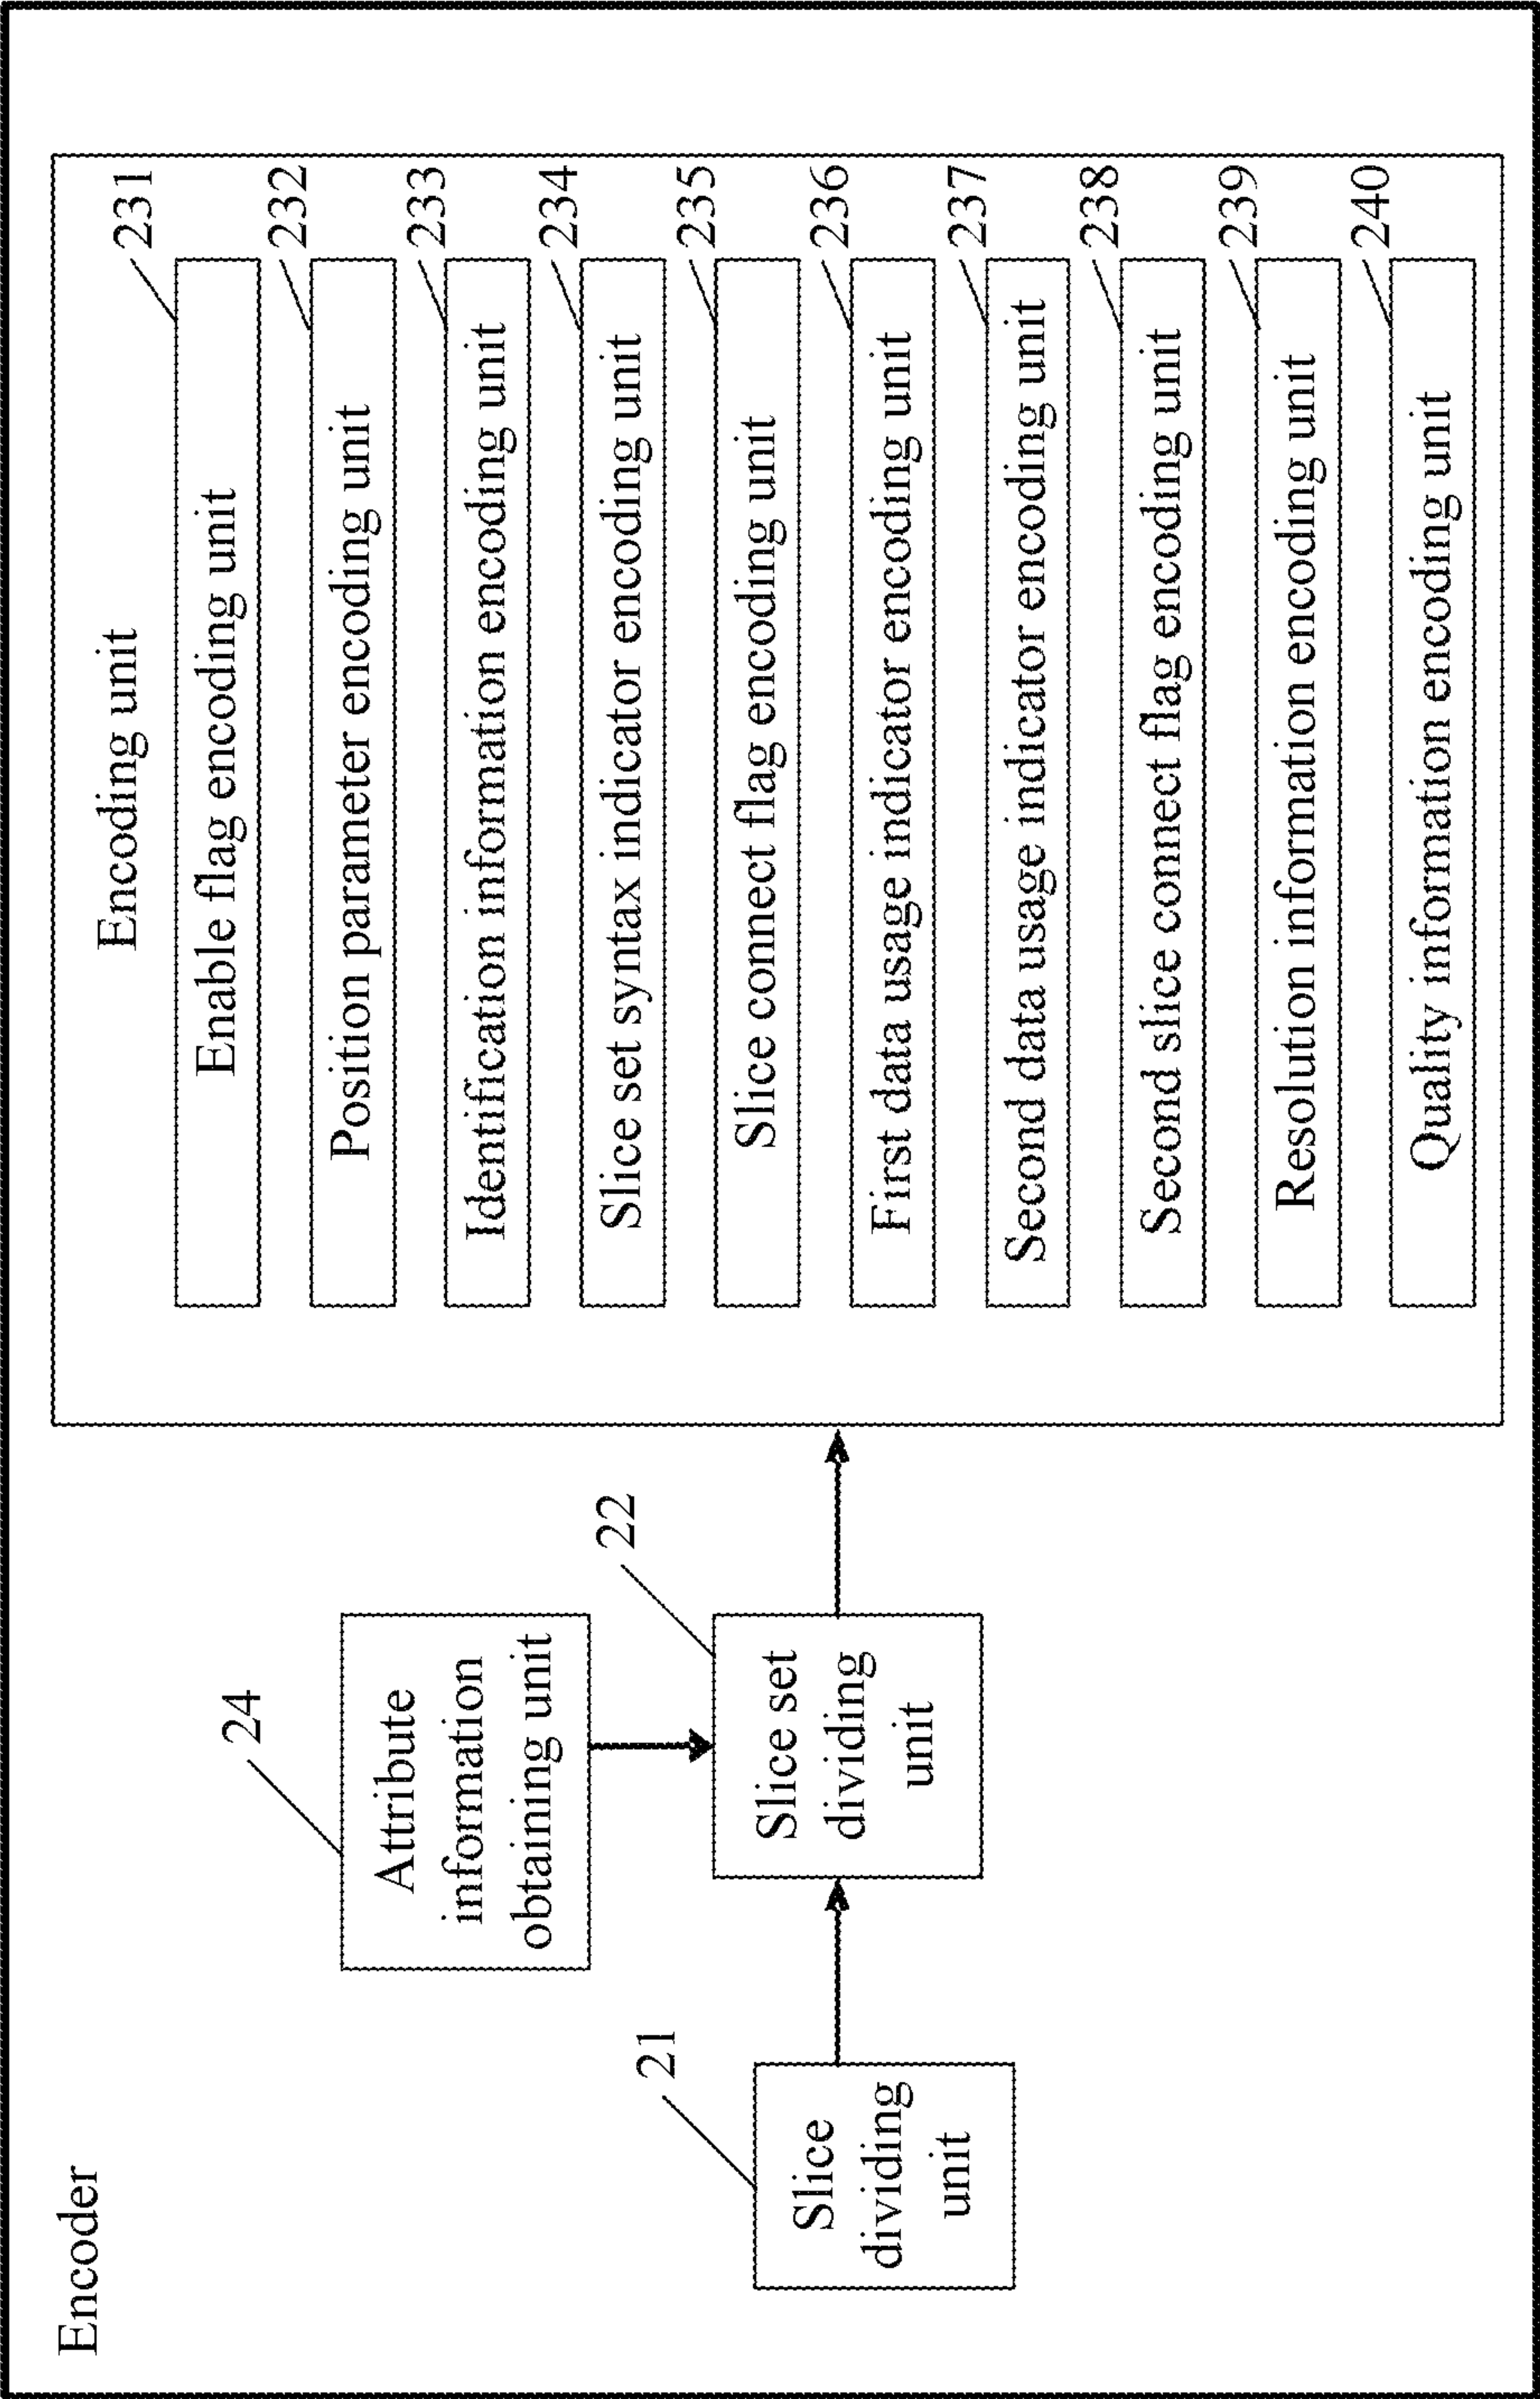 Encoder
Slice
dividing
unit
21
Attribute
information
obtaining unit
24
Slice set
dividing
unit
22
Encoding unit
Enable flag encoding unit
231
Position parameter encoding unit
232
Identification information encoding unit
233
Slice set syntax indicator encoding unit
234
Slice connect flag encoding unit
235
First data usage indicator encoding unit
236
Second data usage indicator encoding unit
237
Second slice connect flag encoding unit
238
Resolution information encoding unit
239
Quality information encoding unit
240